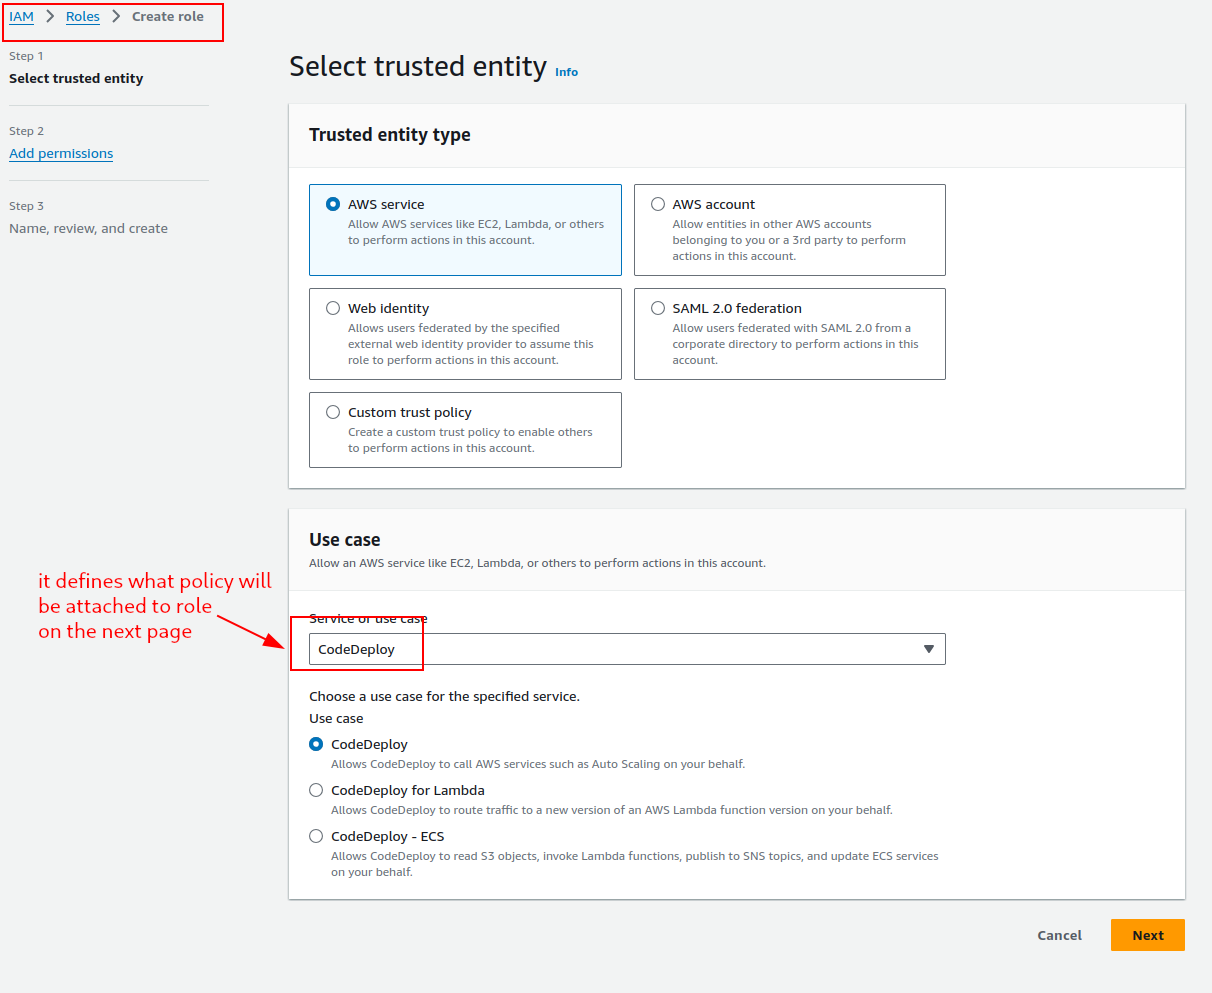 IAM > Roles > Create role
Step 1
Select trusted entity
Step 2
Add permissions
Step 3
Name, review, and create
Select trusted entity Info
Trusted entity type
AWS service
Allow AWS services like EC2, Lambda, or others
to perform actions in this account.
AWS account
Allow entities in other AWS accounts
belonging to you or a 3rd party to perform
actions in this account.
Web identity
Allows users federated by the specified
external web identity provider to assume this
role to perform actions in this account.
SAML 2.0 federation
Allow users federated with SAML 2.0 from a
corporate directory to perform actions in this
account.
Custom trust policy
Create a custom trust policy to enable others
to perform actions in this account.
Use case
Allow an AWS service like EC2, Lambda, or others to perform actions in this account.
it defines what policy will
be attached to role
on the next page
Service or use case
CodeDeploy
Choose a use case for the specified service.
Use case
CodeDeploy
Allows CodeDeploy to call AWS services such as Auto Scaling on your behalf.
CodeDeploy for Lambda
Allows CodeDeploy to route traffic to a new version of an AWS Lambda function version on your behalf.
CodeDeploy - ECS
Allows CodeDeploy to read S3 objects, invoke Lambda functions, publish to SNS topics, and update ECS services
on your behalf.
Cancel
Next